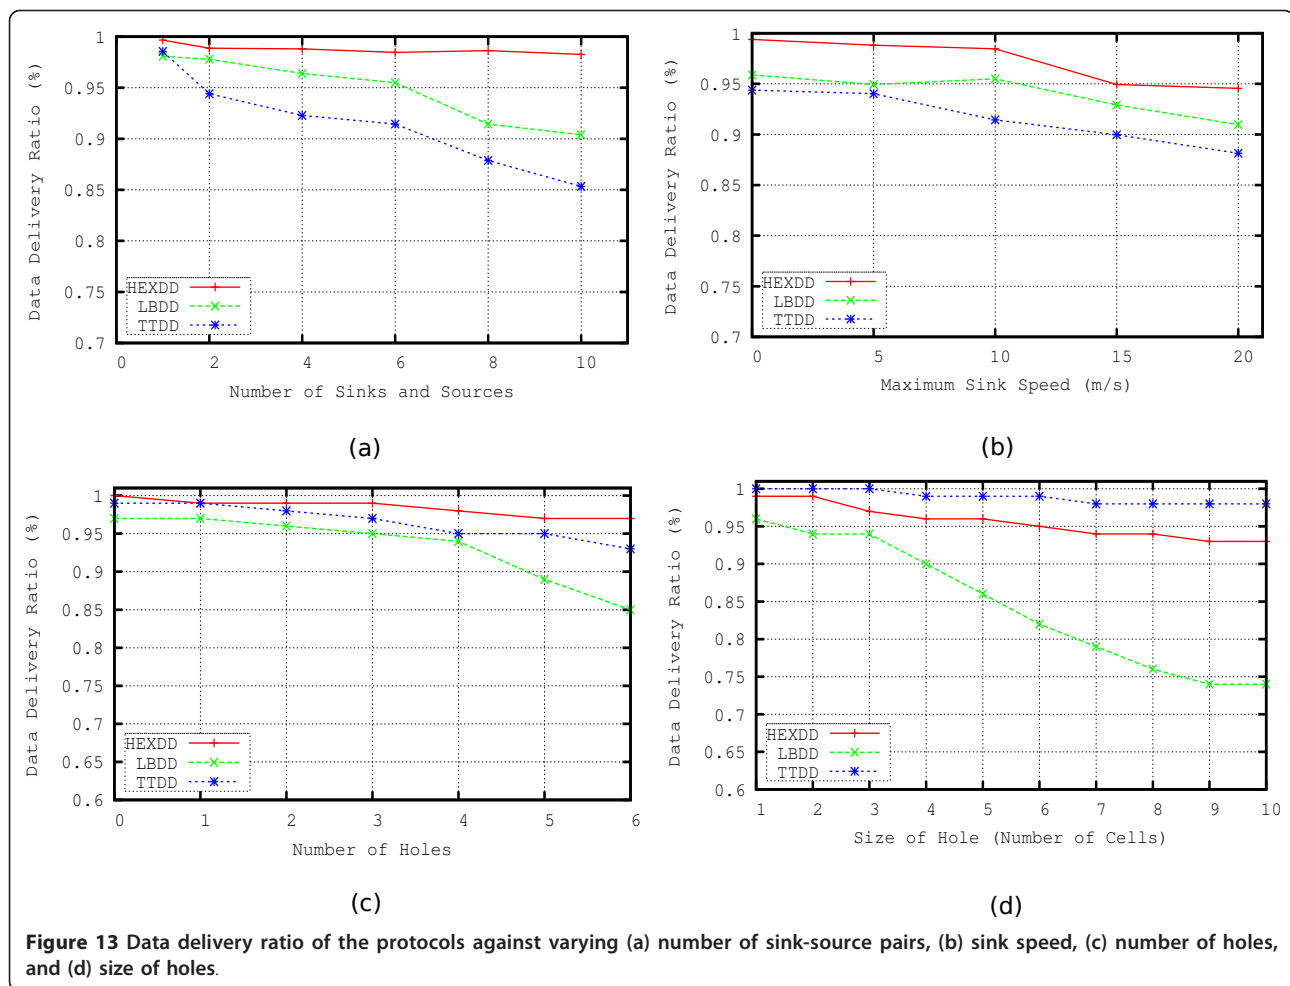 1
0.95
0.9
0.85
0.8
0.75
0.7
Data Delivery Ratio (%)
HEXDD
LBDD
TTDD
0 2 4 6 8 10
Number of Sinks and Sources
(a)
1
0.95
0.9
0.85
0.8
0.75
0.7
Data Delivery Ratio (%)
HEXDD
LBDD
TTDD
0 5 10 15 20
Maximum Sink Speed (m/s)
(b)
1
0.95
0.9
0.85
0.8
0.75
0.7
0.65
0.6
Data Delivery Ratio (%)
HEXDD
LBDD
TTDD
0 1 2 3 4 5 6
Number of Holes
(c)
1
0.95
0.9
0.85
0.8
0.75
0.7
0.65
0.6
Data Delivery Ratio (%)
HEXDD
LBDD
TTDD
1 2 3 4 5 6 7 8 9 10
Size of Hole (Number of Cells)
(d)
Figure 13 Data delivery ratio of the protocols against varying (a) number of sink-source pairs, (b) sink speed, (c) number of holes,
and (d) size of holes.